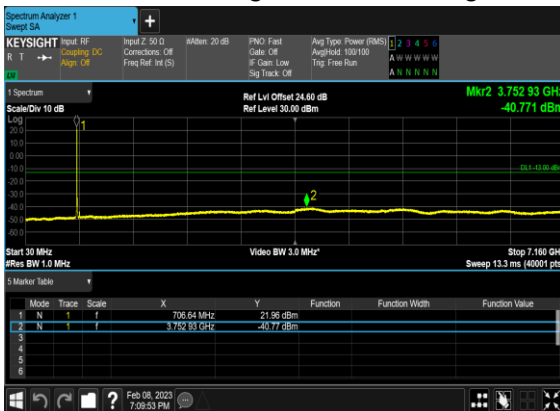 Spectrum Analyzer 1
Swept SA
+
KEYSIGHT
R T
LV
Input: RF
Coupling: DC
Align: Off
Input Z: 50 Ω
Corrections: Off
Freq Ref: Int (S)
#Atten: 20 dB
PNO: Fast
Gate: Off
IF Gain: Low
Sig Track: Off
Avg Type: Power (RMS)
Avg|Hold: 100/100
Trig: Free Run
1 2 3 4 5 6
A W W W W W
A N N N N N
1 Spectrum
Scale/Div 10 dB
Ref Lvl Offset 24.60 dB
Ref Level 30.00 dBm
Mkr2 3.752 93 GHz
-40.771 dBm
Log
20.0
10.0
0.00
-10.0
-20.0
-30.0
-40.0
-50.0
-60.0
1
DL1 -13.00 dBm
2
Start 30 MHz
#Res BW 1.0 MHz
Video BW 3.0 MHz*
Stop 7.160 GHz
Sweep 13.3 ms (40001 pts)
5 Marker Table
Mode Trace Scale X Y Function Function Width Function Value
1 N 1 f 706.64 MHz 21.96 dBm
2 N 1 f 3.752 93 GHz -40.77 dBm
3
4
5
6
?
Feb 08, 2023
7:09:53 PM